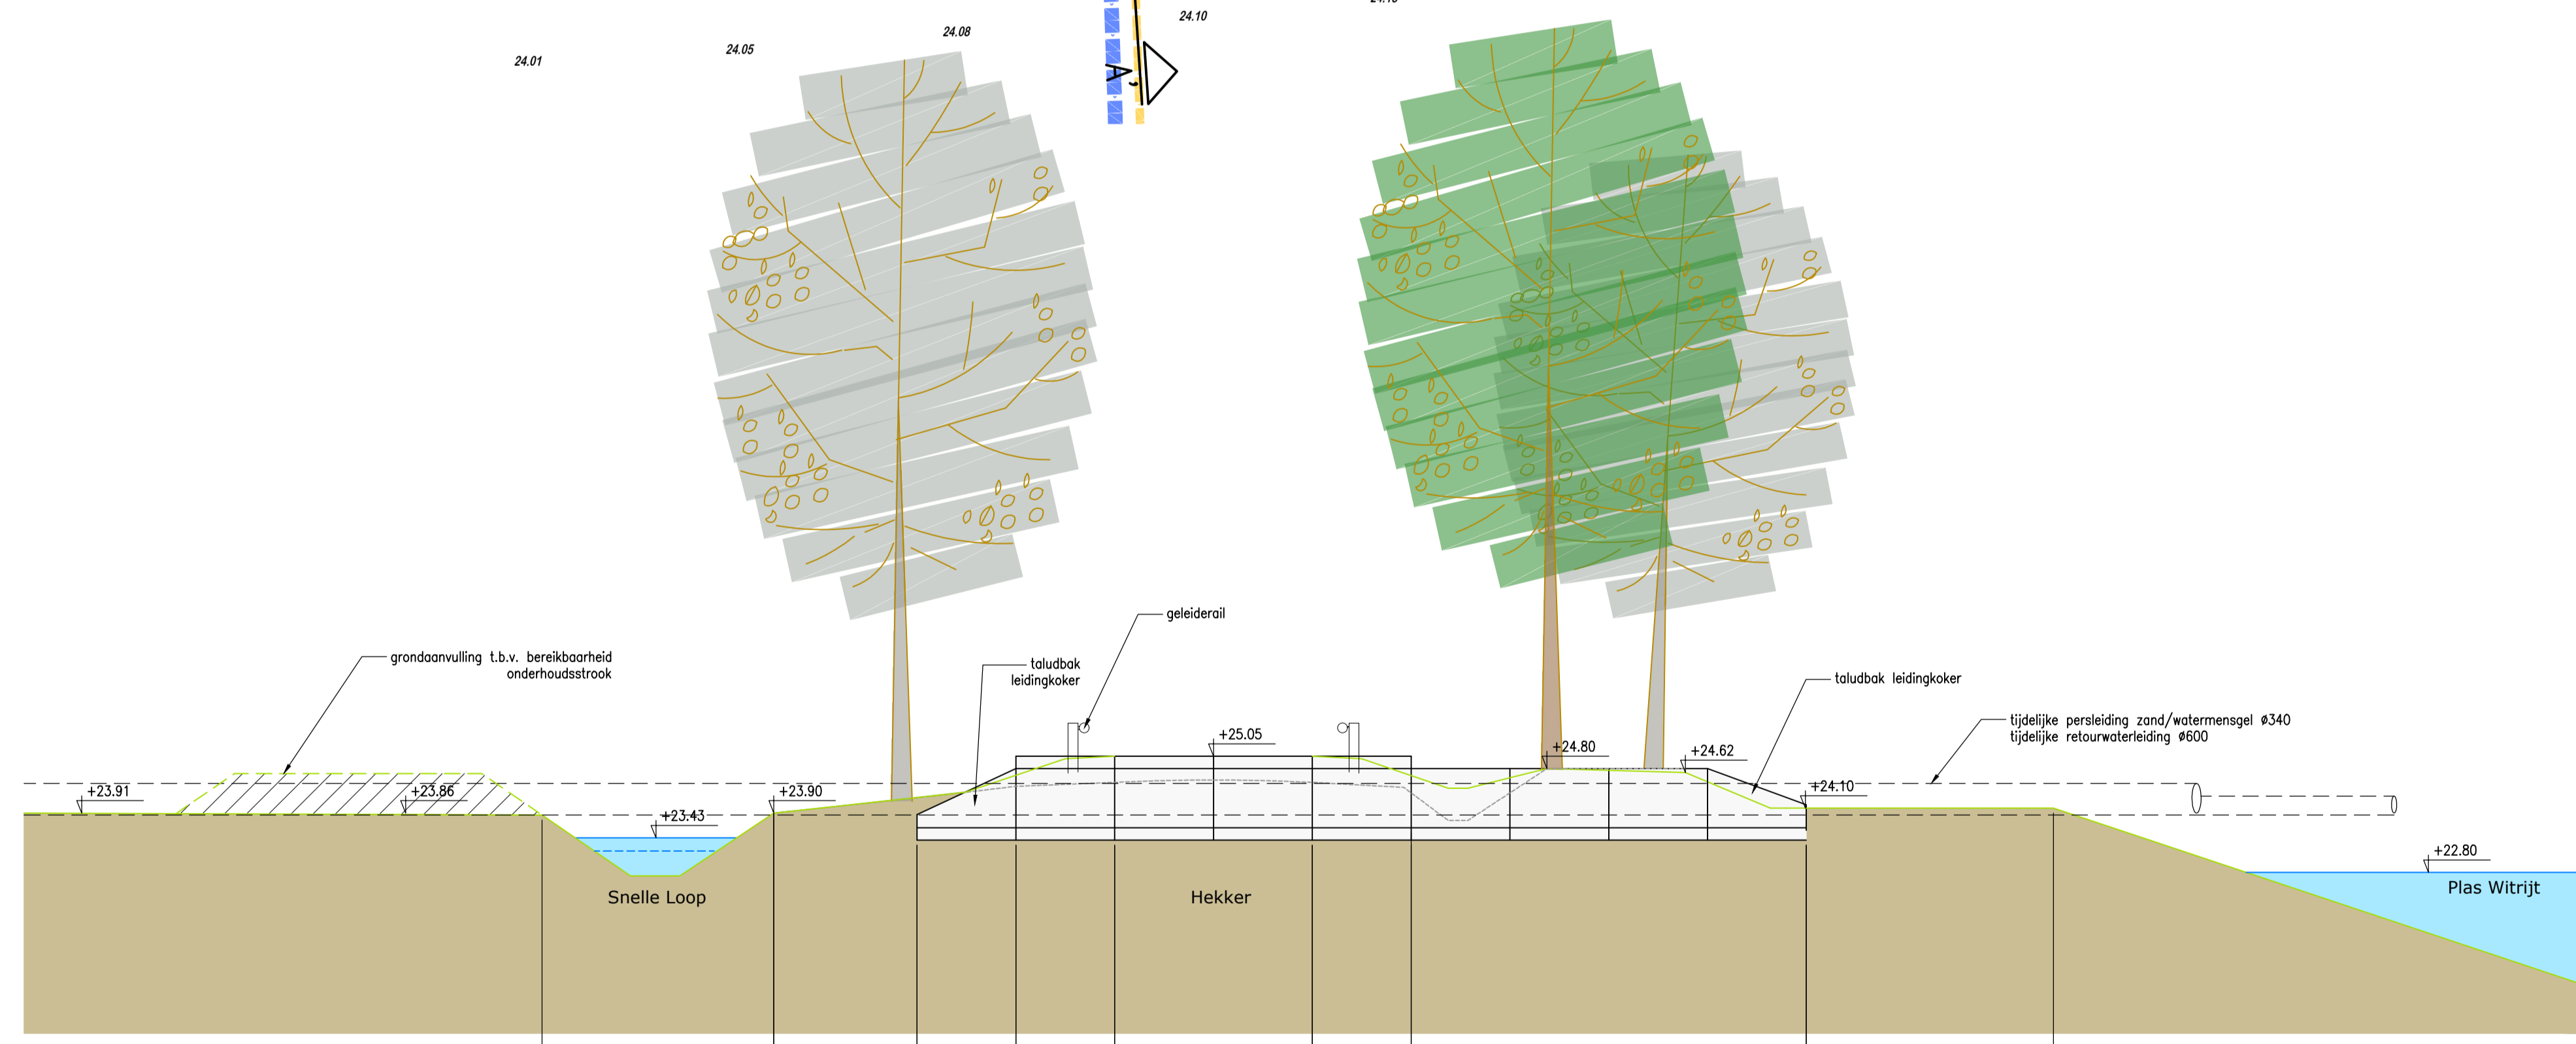 24.01
24.05
24.08
A'
24.10
geleiderail
grondaanvulling t.b.v. bereikbaarheid
onderhoudsstrook
taludbak
leidingkoker
taludbak leidingkoker
tijdelijke persleiding zand/watermensgel ø340
tijdelijke retourwaterleiding ø600
+25.05
+24.80
+24.62
+24.10
+23.91
+23.86
+23.90
+23.43
+22.80
Snelle Loop
Hekker
Plas Witrijt